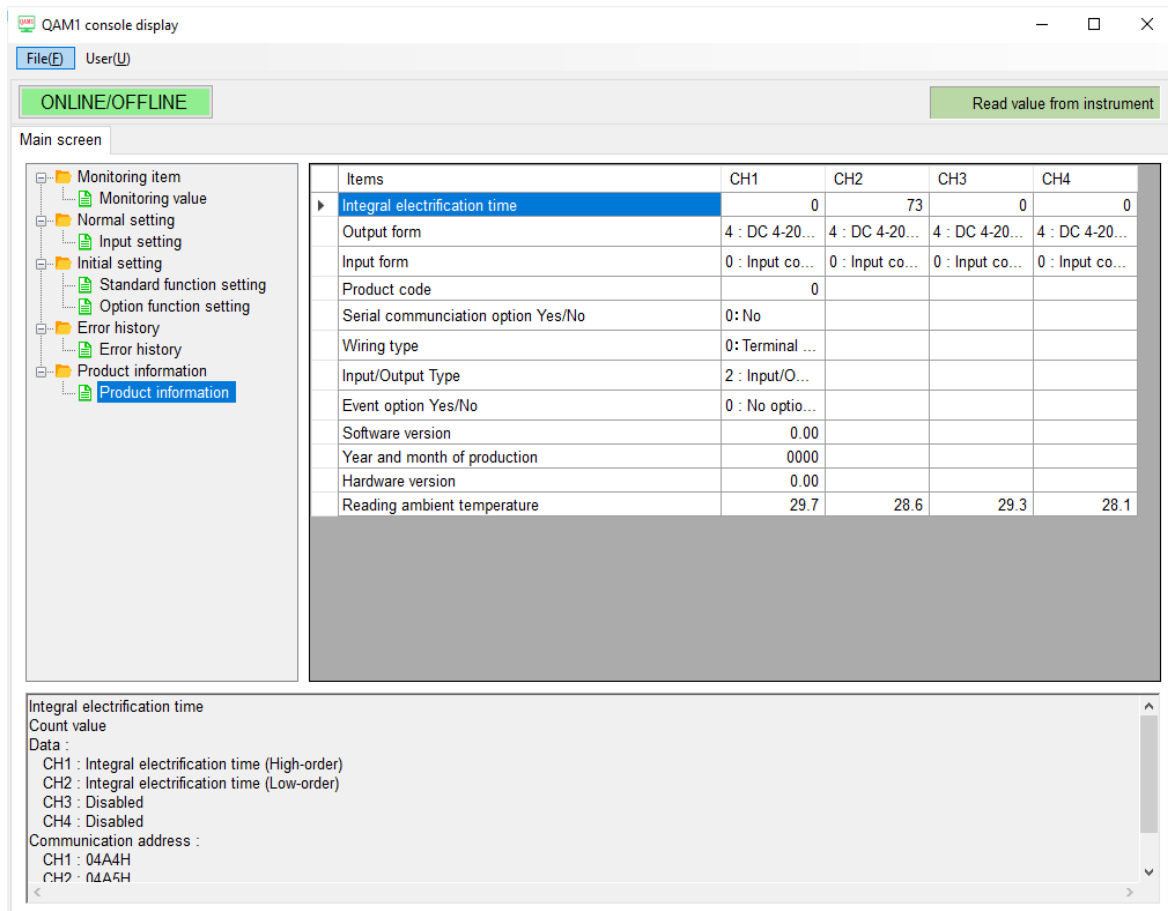 QAM1 console display
File(F) User(U)
ONLINE/OFFLINE
Read value from instrument
Main screen
Monitoring item
Monitoring value
Normal setting
Input setting
Initial setting
Standard function setting
Option function setting
Error history
Error history
Product information
Product information
Items CH1 CH2 CH3 CH4
Integral electrification time 0 73 0 0
Output form 4 : DC 4-20... 4 : DC 4-20... 4 : DC 4-20... 4 : DC 4-20...
Input form 0 : Input co... 0 : Input co... 0 : Input co... 0 : Input co...
Product code 0
Serial communciation option Yes/No 0: No
Wiring type 0: Terminal ...
Input/Output Type 2 : Input/O...
Event option Yes/No 0 : No optio...
Software version 0.00
Year and month of production 0000
Hardware version 0.00
Reading ambient temperature 29.7 28.6 29.3 28.1
Integral electrification time
Count value
Data :
CH1 : Integral electrification time (High-order)
CH2 : Integral electrification time (Low-order)
CH3 : Disabled
CH4 : Disabled
Communication address :
CH1 : 04A4H
CH2 : 04A5H